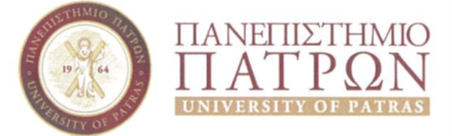 ΠΑΝΕΠΙΣΤΗΜΙΟ ΠΑΤΡΩΝ
19 64
UNIVERSITY OF PATRAS
ΠΑΝΕΠΙΣΤΗΜΙΟ
ΠΑΤΡΩΝ
UNIVERSITY OF PATRAS